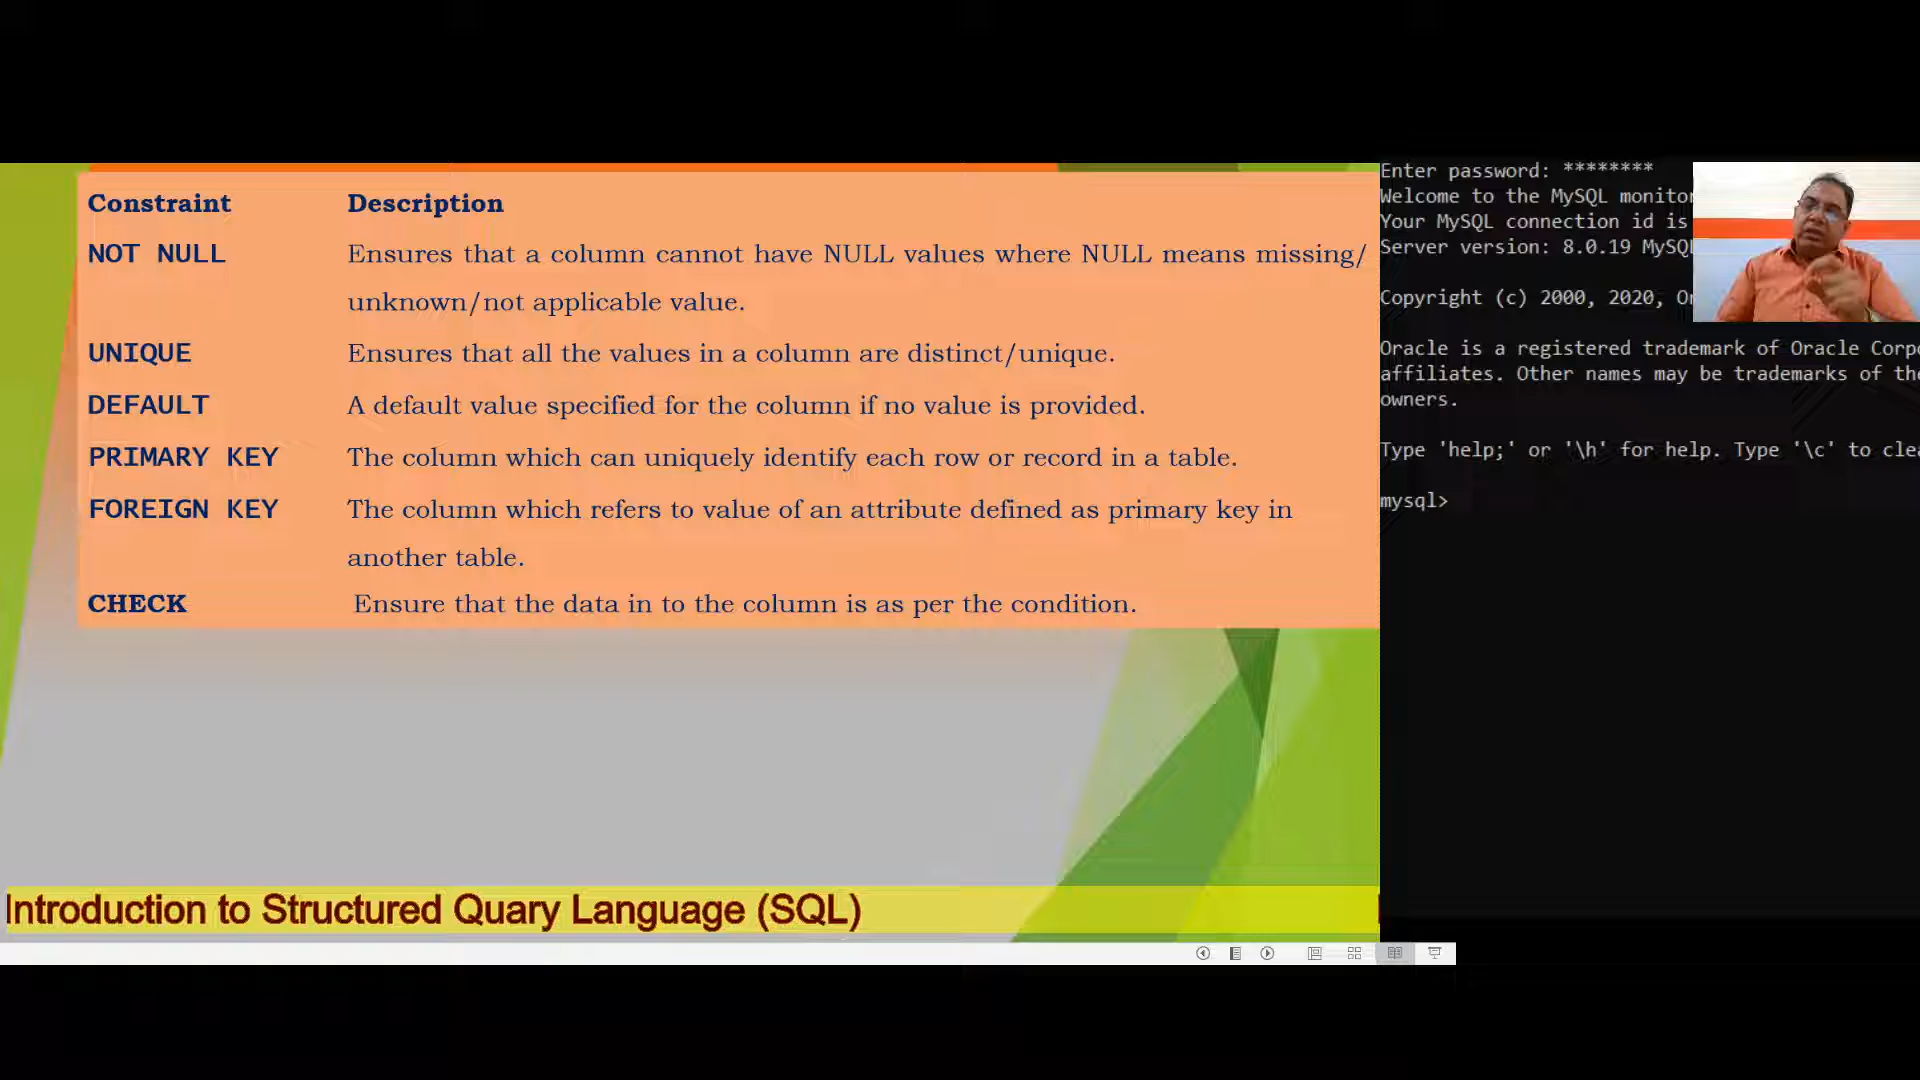 Constraint Description
NOT NULL Ensures that a column cannot have NULL values where NULL means missing/
unknown/not applicable value.
UNIQUE Ensures that all the values in a column are distinct/unique.
DEFAULT A default value specified for the column if no value is provided.
PRIMARY KEY The column which can uniquely identify each row or record in a table.
FOREIGN KEY The column which refers to value of an attribute defined as primary key in
another table.
CHECK Ensure that the data in to the column is as per the condition.
Introduction to Structured Quary Language (SQL)
Enter password: ********
Welcome to the MySQL monitor
Your MySQL connection id is
Server version: 8.0.19 MySQL
Copyright (c) 2000, 2020, Or
Oracle is a registered trademark of Oracle Corpo
affiliates. Other names may be trademarks of the
owners.
Type 'help;' or '\h' for help. Type '\c' to clea
mysql>